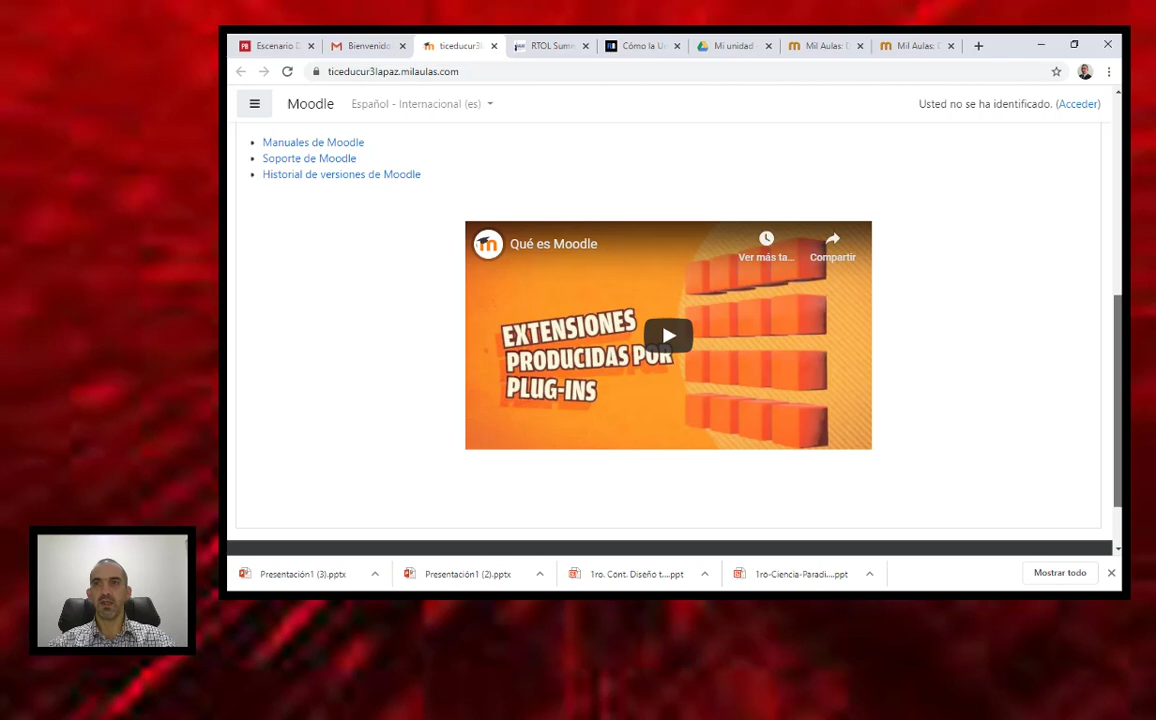 Escenario D
Bienvenido
ticeducur3l
RTOL Sum
Cómo la U
Mi unidad
Mil Aulas:
Mil Aulas:
ticeducur3lapaz.milaulas.com
Moodle
Español - Internacional (es)
Usted no se ha identificado. (Acceder)
Manuales de Moodle
Soporte de Moodle
Historial de versiones de Moodle
Qué es Moodle
Ver más ta...
Compartir
EXTENSIONES
PRODUCIDAS POR
PLUG-INS
Presentación1 (3).pptx
Presentación1 (2).pptx
1ro. Cont. Diseño t....ppt
1ro-Ciencia-Paradi....ppt
Mostrar todo